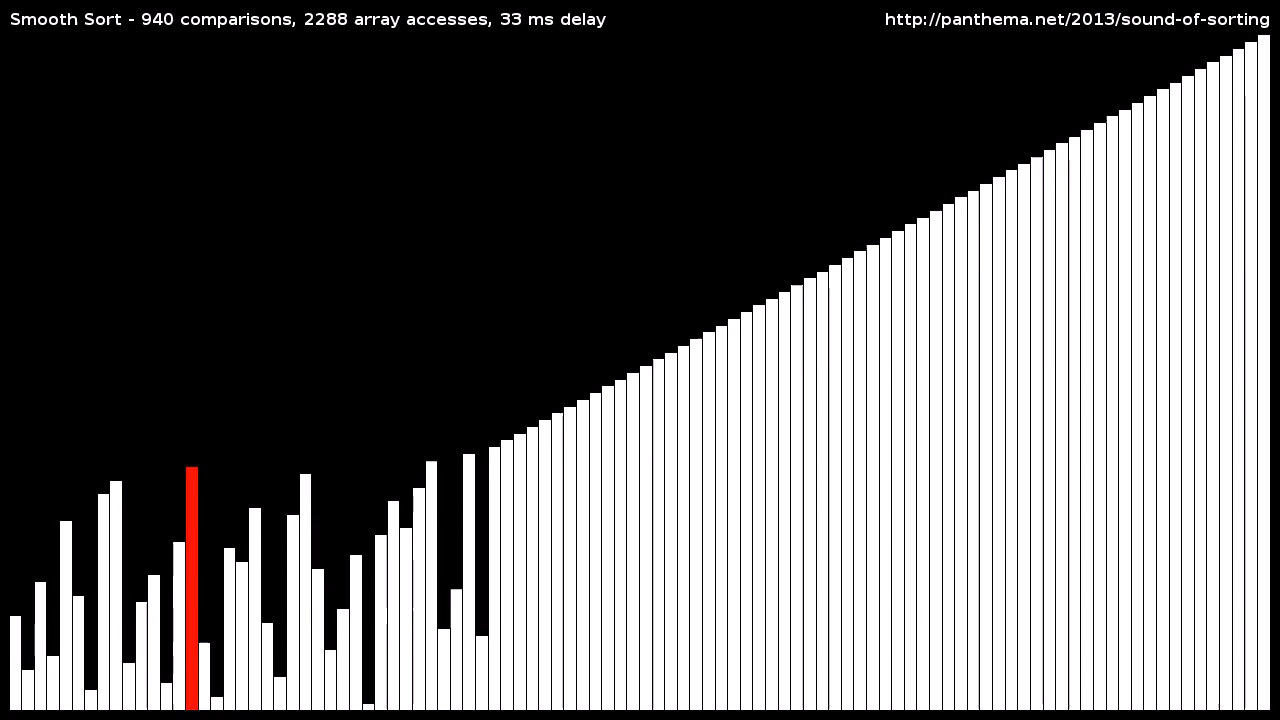 Smooth Sort - 940 comparisons, 2288 array accesses, 33 ms delay
http://panthema.net/2013/sound-of-sorting